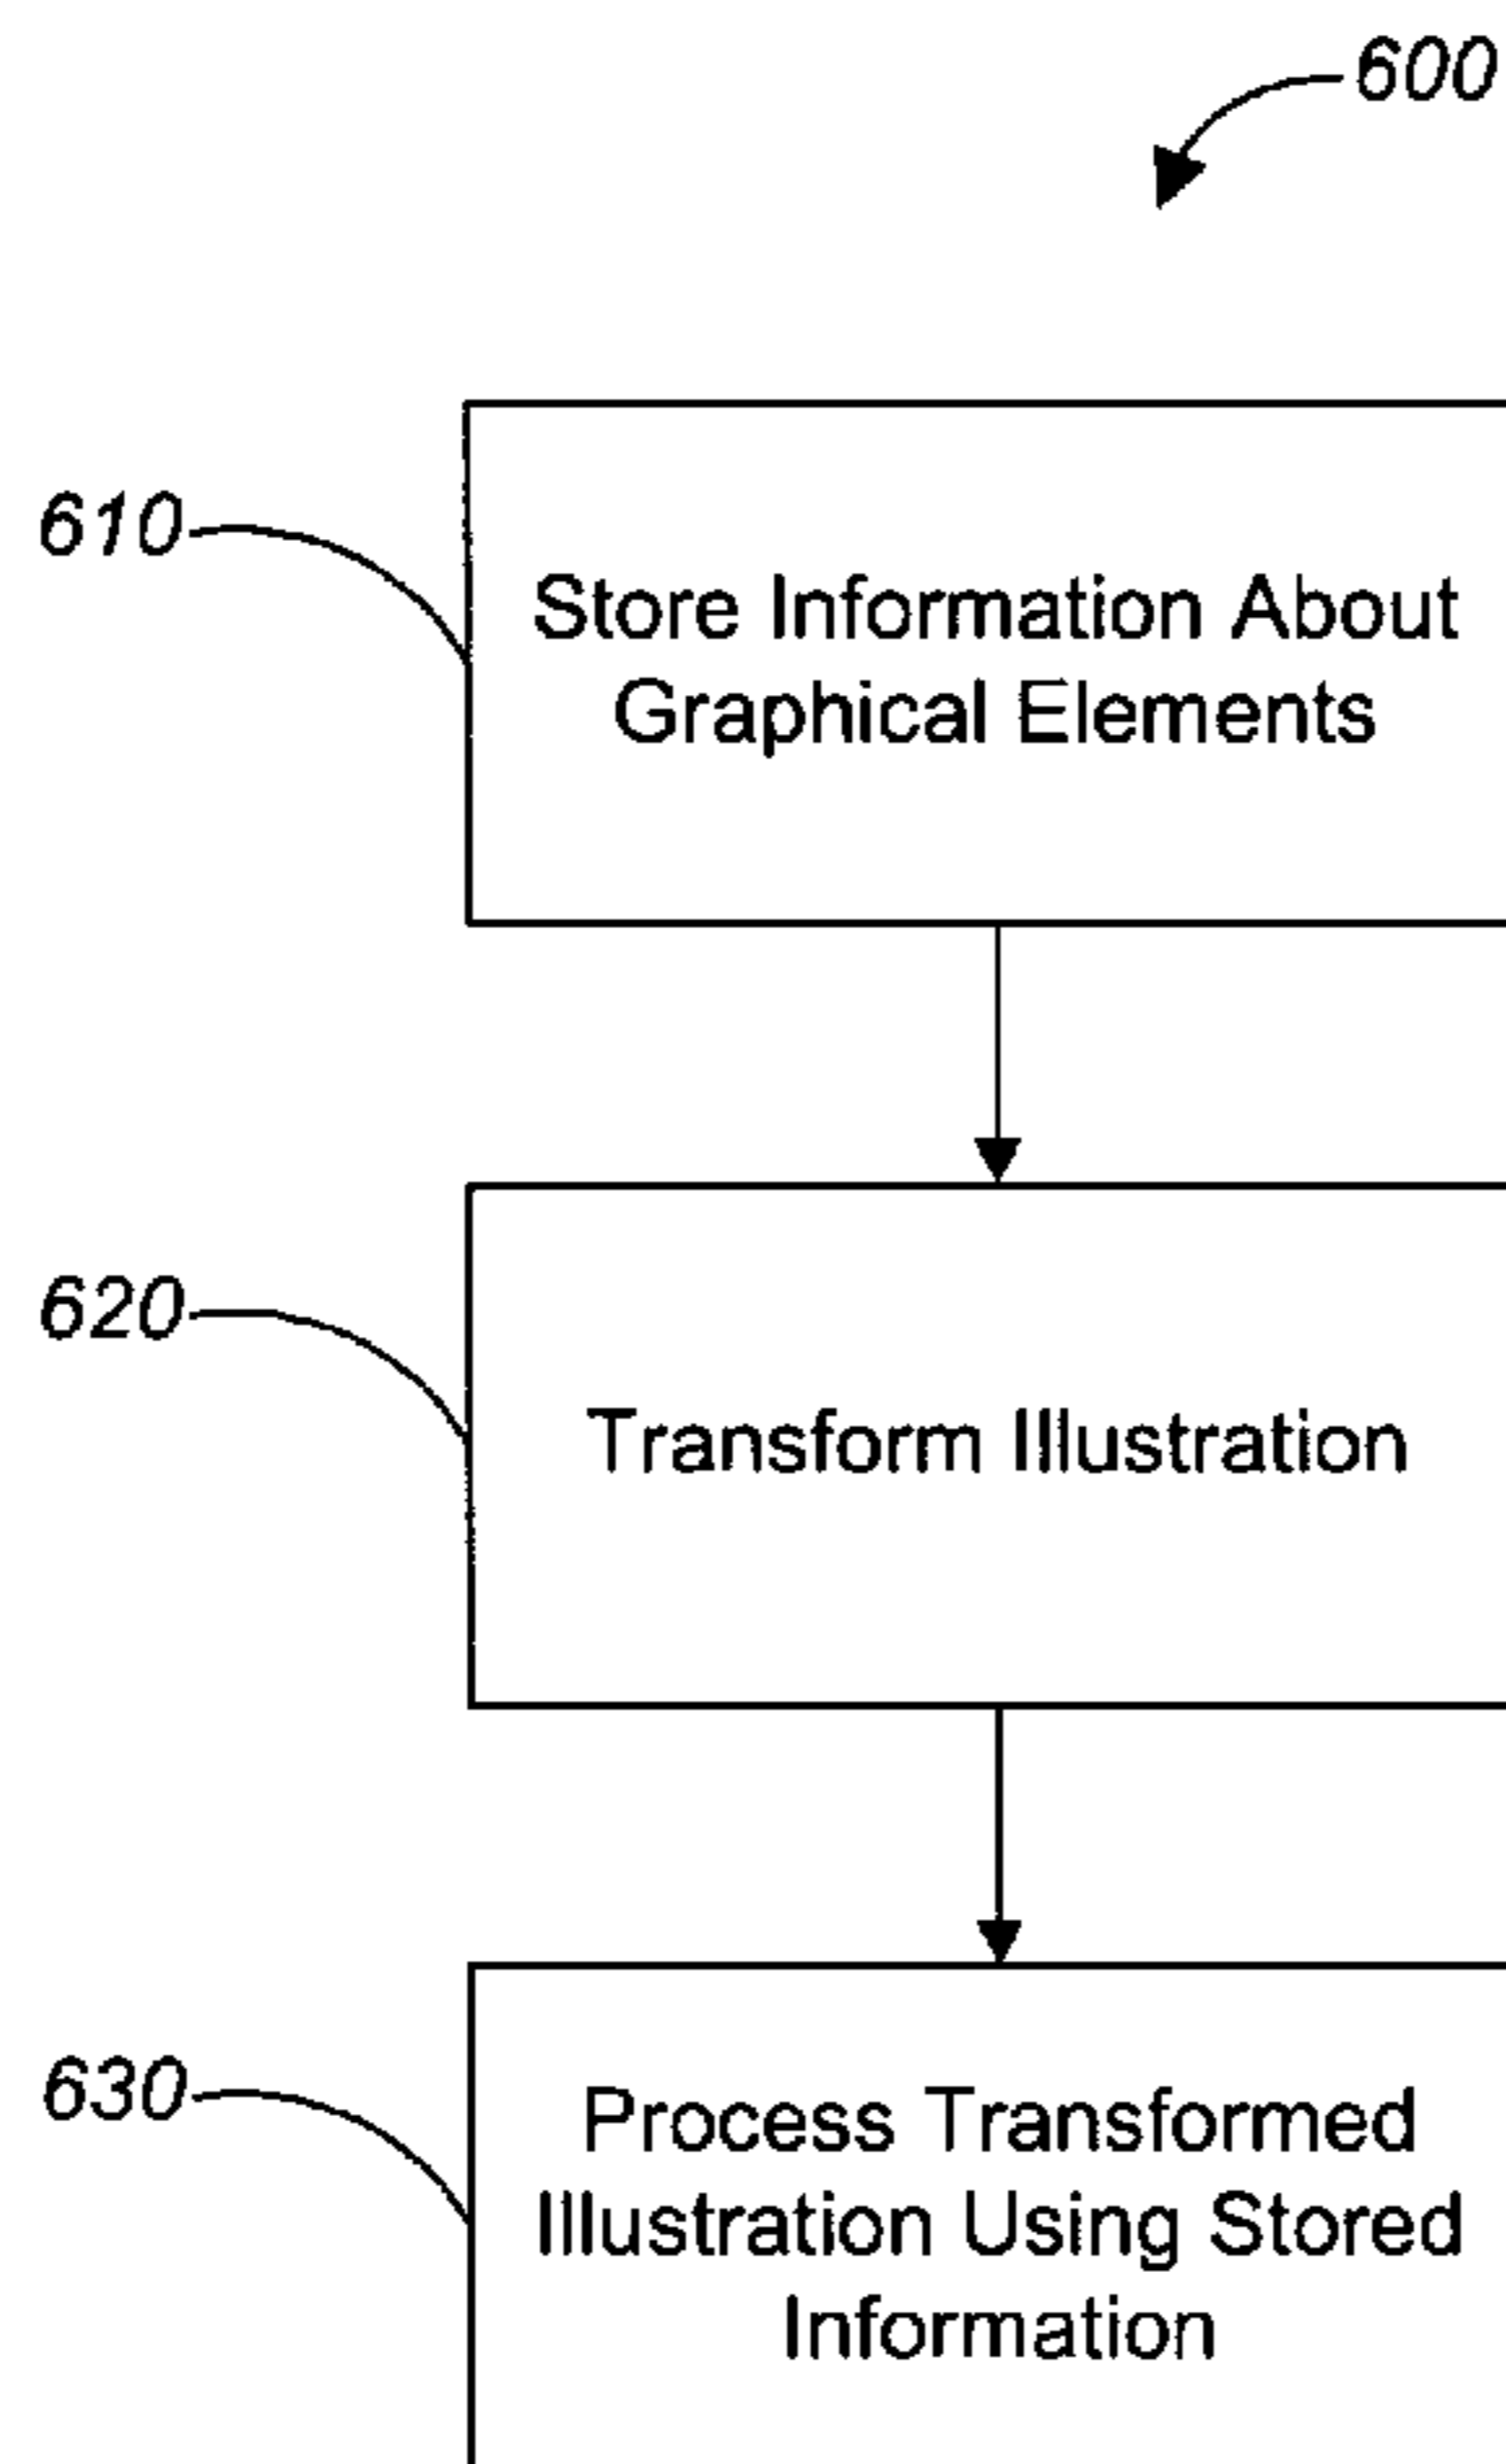 600
610
Store Information About
Graphical Elements
620
Transform Illustration
630
Process Transformed
Illustration Using Stored
Information